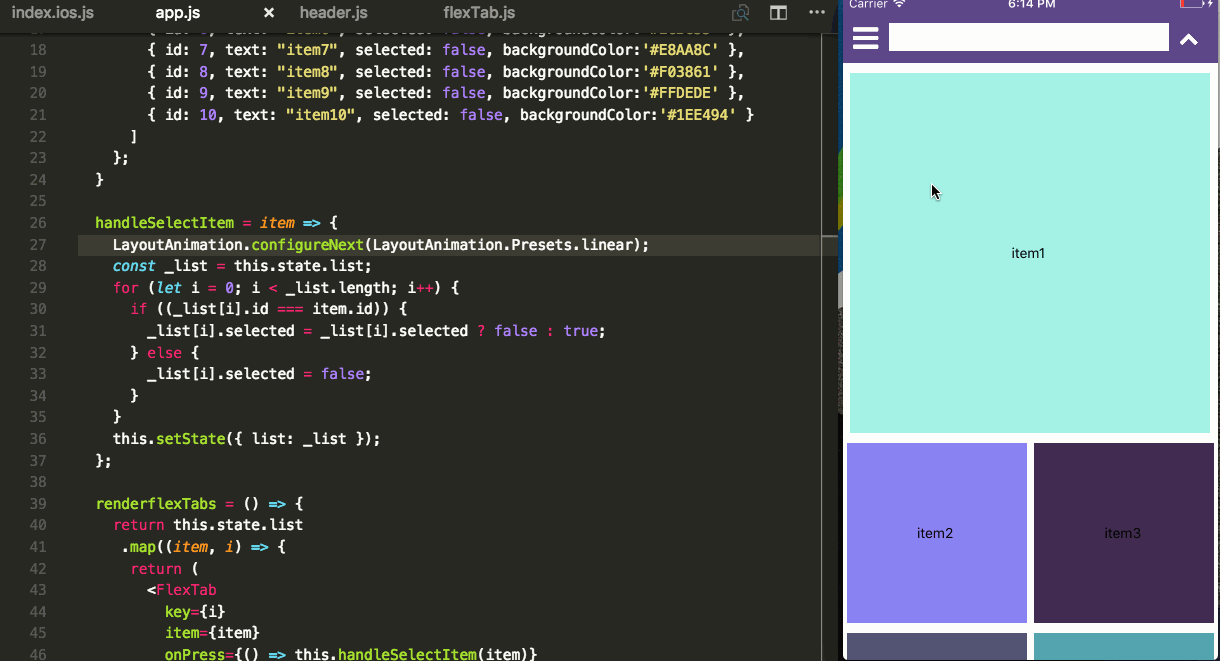 index.ios.js app.js × header.js flexTab.js
18 { id: 7, text: "item7", selected: false, backgroundColor:'#E8AA8C' },
19 { id: 8, text: "item8", selected: false, backgroundColor:'#F03861' },
20 { id: 9, text: "item9", selected: false, backgroundColor:'#FFDEDE' },
21 { id: 10, text: "item10", selected: false, backgroundColor:'#1EE494' }
22 ]
23 };
24 }
25
26 handleSelectItem = item => {
27 LayoutAnimation.configureNext(LayoutAnimation.Presets.linear);
28 const _list = this.state.list;
29 for (let i = 0; i < _list.length; i++) {
30 if ((_list[i].id === item.id)) {
31 _list[i].selected = _list[i].selected ? false : true;
32 } else {
33 _list[i].selected = false;
34 }
35 }
36 this.setState({ list: _list });
37 };
38
39 renderflexTabs = () => {
40 return this.state.list
41 .map((item, i) => {
42 return (
43 <FlexTab
44 key={i}
45 item={item}
46 onPress={() => this.handleSelectItem(item)}
Carrier 6:14 PM
item1
item2 item3